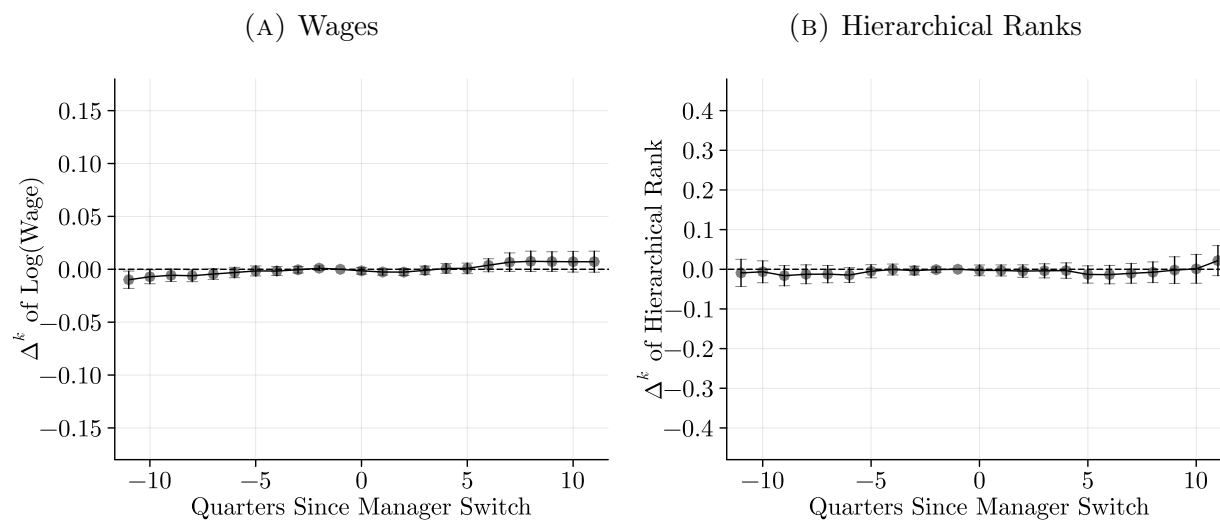 (A) Wages
0.15
0.10
0.05
0.00
−0.05
−0.10
−0.15
Δᵏ of Log(Wage)
−10 −5 0 5 10
Quarters Since Manager Switch
(B) Hierarchical Ranks
0.4
0.3
0.2
0.1
0.0
−0.1
−0.2
−0.3
−0.4
Δᵏ of Hierarchical Rank
−10 −5 0 5 10
Quarters Since Manager Switch